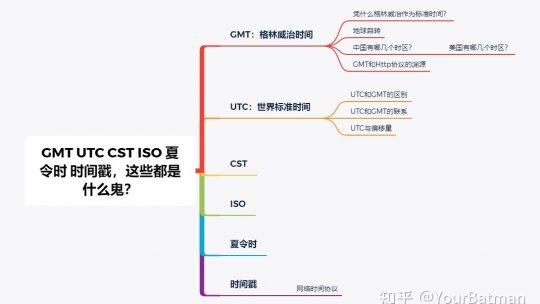 凭什么格林威治作为标准时间？
地球自转
GMT：格林威治时间
中国有哪几个时区？ 美国有哪几个时区？
GMT和Http协议的渊源
UTC和GMT的区别
UTC：世界标准时间
UTC和GMT的联系
UTC与偏移量
GMT UTC CST ISO 夏
令时 时间戳，这些都是
什么鬼？
CST
ISO
夏令时
时间戳
网络时间协议
知乎 @YourBatman